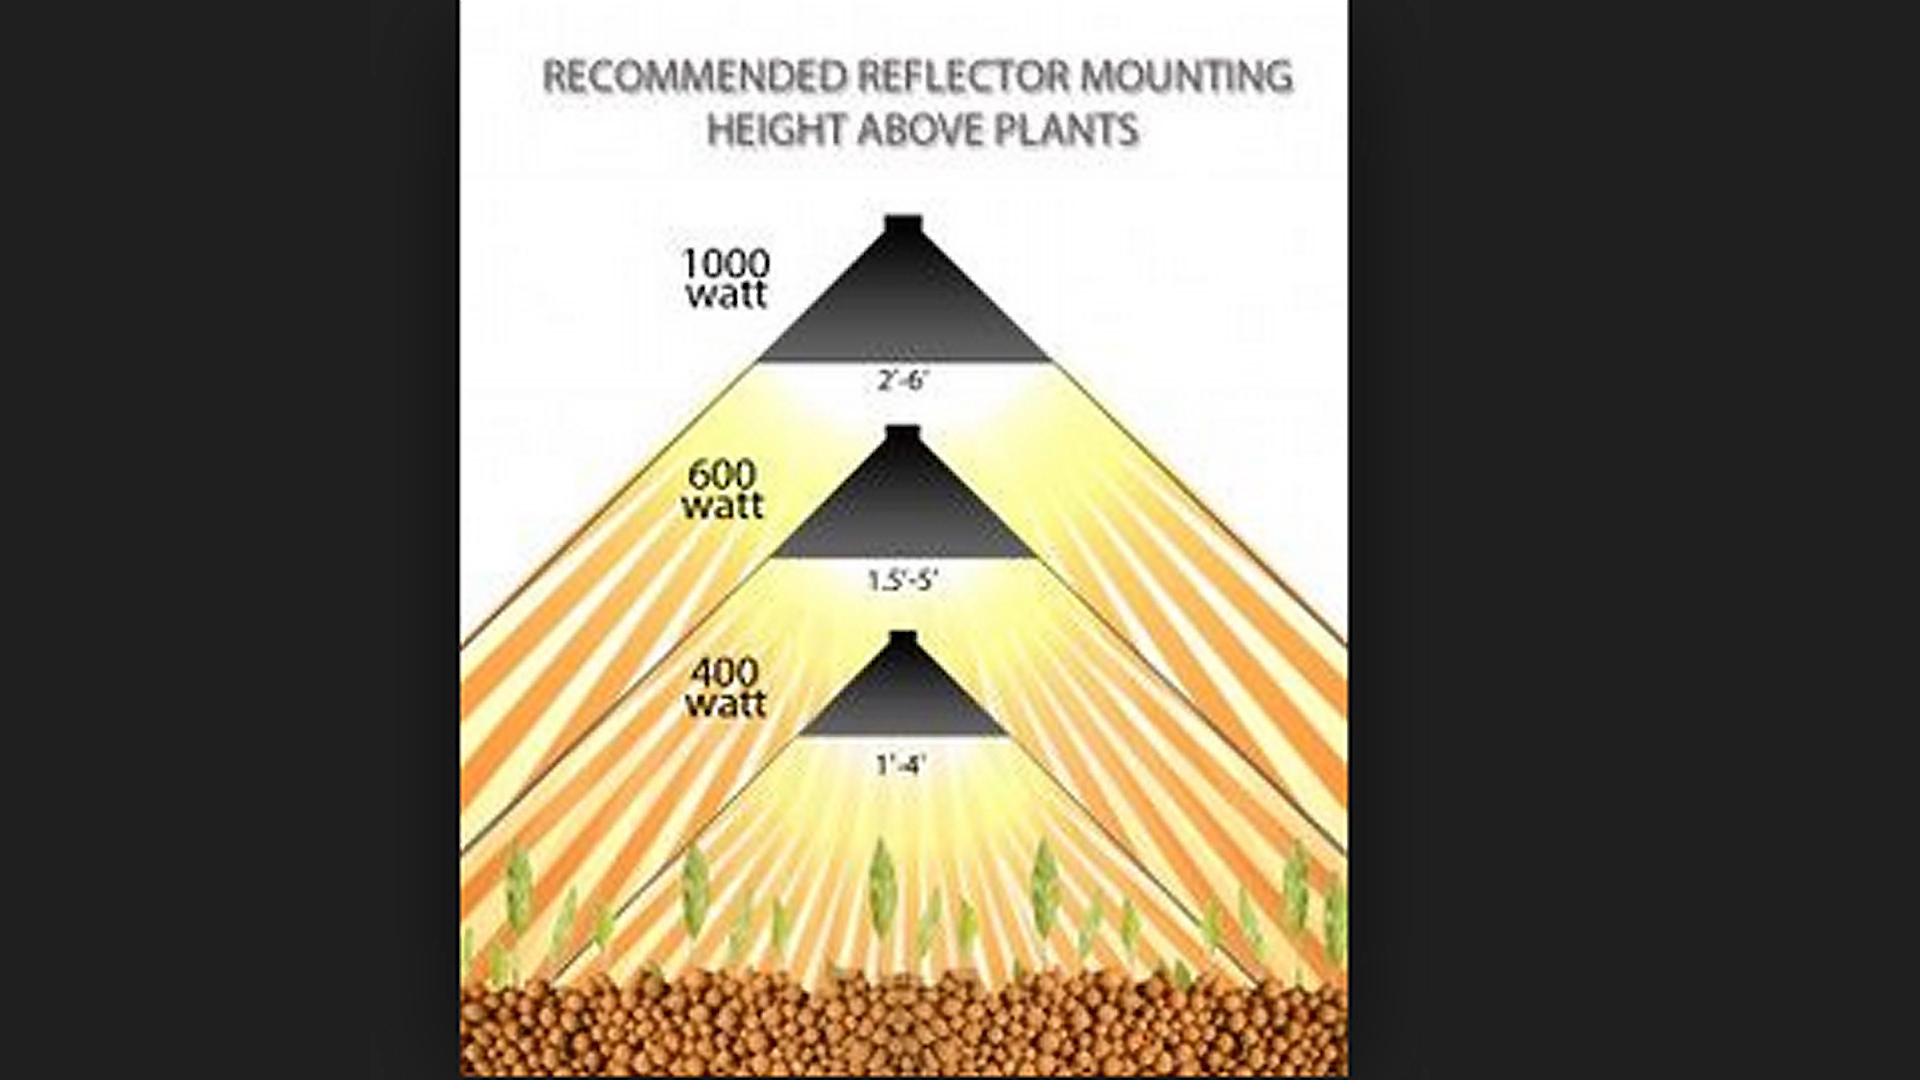 RECOMMENDED REFLECTOR MOUNTING
HEIGHT ABOVE PLANTS
1000
watt
2'-6'
600
watt
1.5'-5'
400
watt
1'-4'